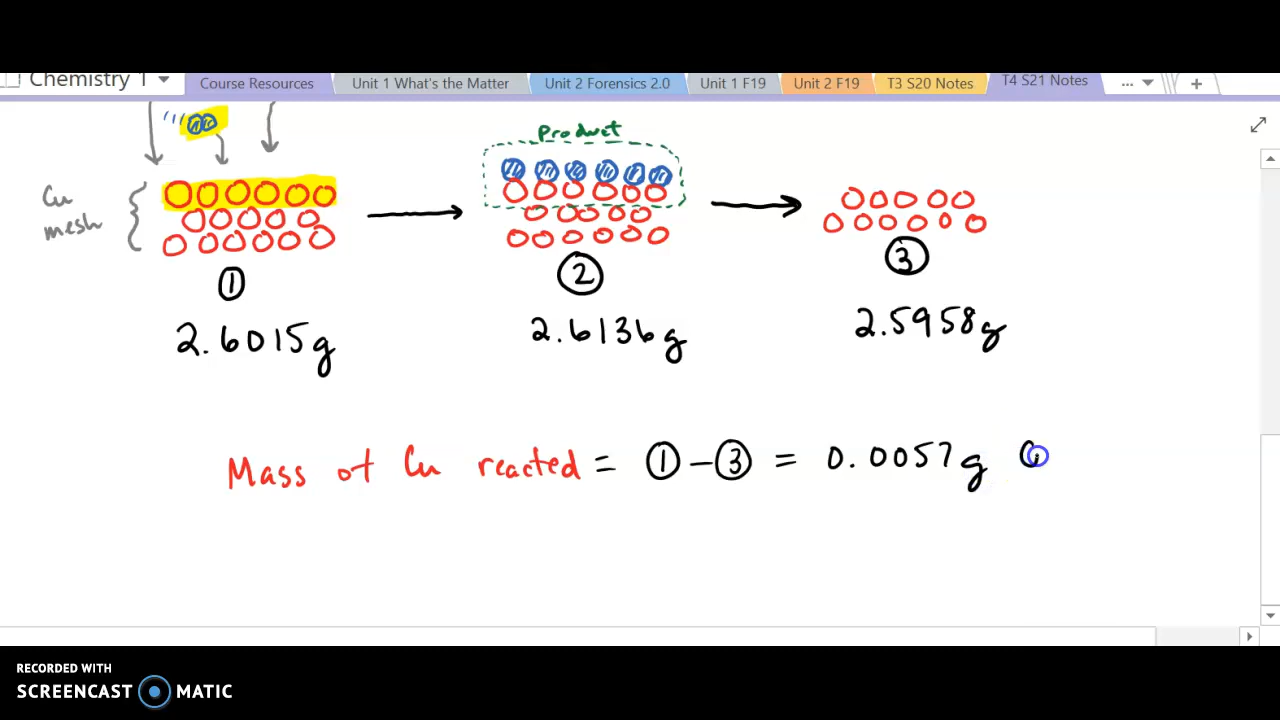 Chemistry 1
Course Resources
Unit 1 What's the Matter
Unit 2 Forensics 2.0
Unit 1 F19
Unit 2 F19
T3 S20 Notes
T4 S21 Notes
...
Product
Cu
mesh
① ② ③
2.6015g 2.6136g 2.5958g
Mass of Cu reacted = ① - ③ = 0.0057g C
RECORDED WITH
SCREENCAST MATIC